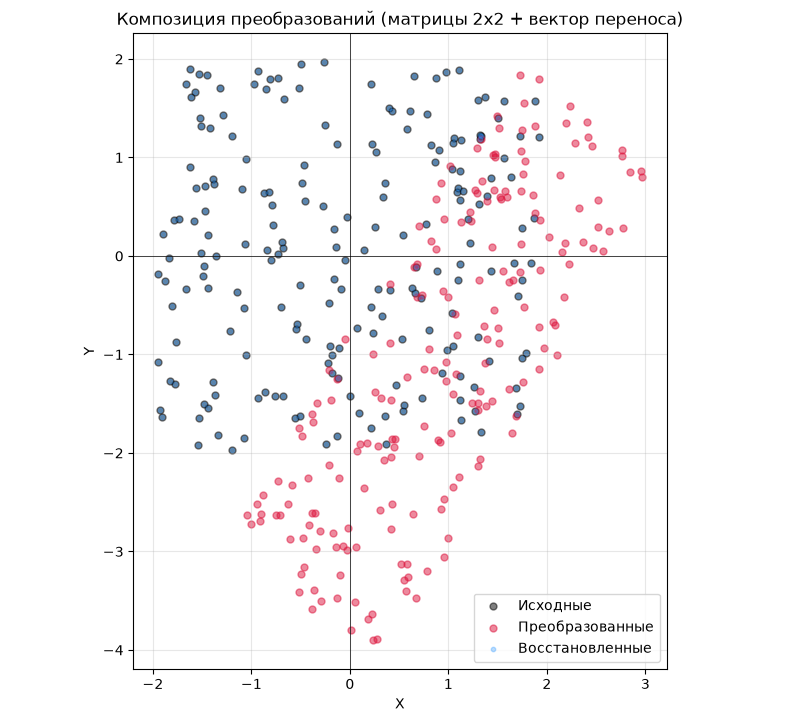 Композиция преобразований (матрицы 2x2 + вектор переноса)
2
1
0
−1
−2
−3
−4
Y
−2
−1
0
1
2
3
X
Исходные
Преобразованные
Восстановленные